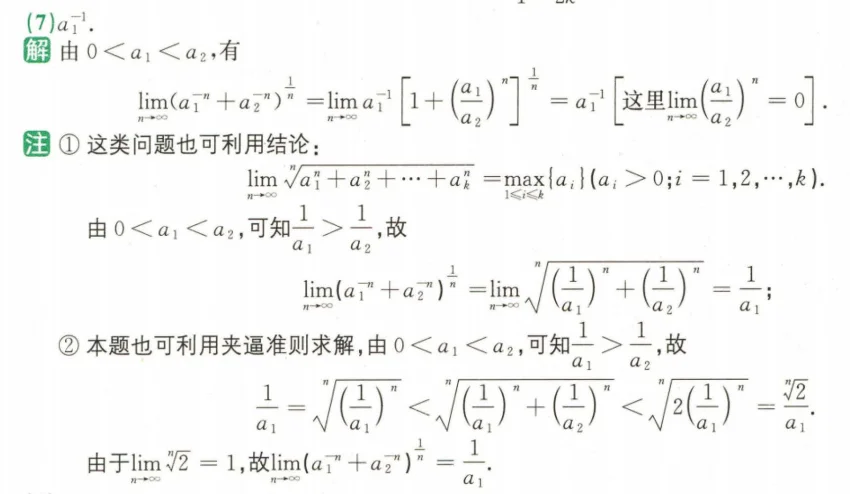 (7) $a_1^{-1}$.
解 由 $0<a_1<a_2$,有
$\lim_{n\to\infty}(a_1^{-n}+a_2^{-n})^{\frac{1}{n}}=\lim_{n\to\infty}a_1^{-1}\left[1+\left(\frac{a_1}{a_2}\right)^n\right]^{\frac{1}{n}}=a_1^{-1}\left[这里\lim_{n\to\infty}\left(\frac{a_1}{a_2}\right)^n=0\right].$
注 ① 这类问题也可利用结论:
$\lim_{n\to\infty}\sqrt[n]{a_1^n+a_2^n+\cdots+a_k^n}=\max_{1\leqslant i\leqslant k}\{a_i\}(a_i>0;i=1,2,\cdots,k).$
由 $0<a_1<a_2$,可知 $\frac{1}{a_1}>\frac{1}{a_2}$,故
$\lim_{n\to\infty}(a_1^{-n}+a_2^{-n})^{\frac{1}{n}}=\lim_{n\to\infty}\sqrt[n]{\left(\frac{1}{a_1}\right)^n+\left(\frac{1}{a_2}\right)^n}=\frac{1}{a_1};$
② 本题也可利用夹逼准则求解,由 $0<a_1<a_2$,可知 $\frac{1}{a_1}>\frac{1}{a_2}$,故
$\frac{1}{a_1}=\sqrt[n]{\left(\frac{1}{a_1}\right)^n}<\sqrt[n]{\left(\frac{1}{a_1}\right)^n+\left(\frac{1}{a_2}\right)^n}<\sqrt[n]{2\left(\frac{1}{a_1}\right)^n}=\frac{\sqrt[n]{2}}{a_1}.$
由于 $\lim_{n\to\infty}\sqrt[n]{2}=1$,故 $\lim_{n\to\infty}(a_1^{-n}+a_2^{-n})^{\frac{1}{n}}=\frac{1}{a_1}.$